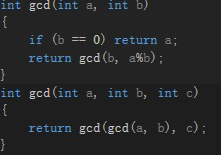 int gcd(int a, int b)
{
    if (b == 0) return a;
    return gcd(b, a%b);
}
int gcd(int a, int b, int c)
{
    return gcd(gcd(a, b), c);
}